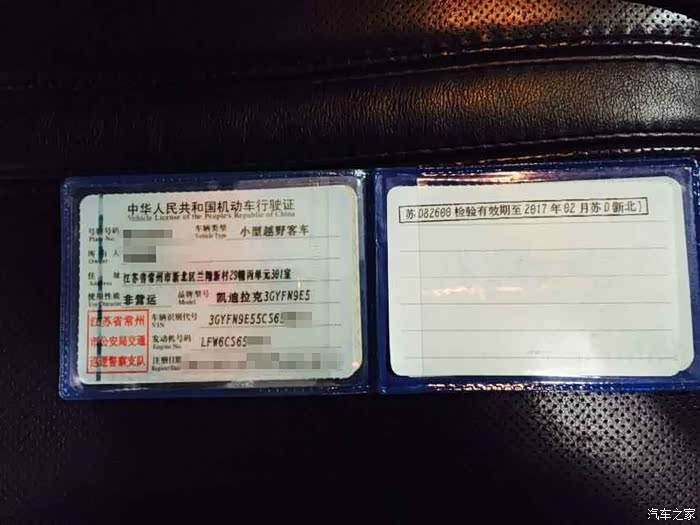 中华人民共和国机动车行驶证
Vehicle License of the People's Republic of China
号牌号码 Plate No. 车辆类型 Vehicle Type 小型越野客车
所有人 Owner
住址 Address 江苏省常州市新北区兰翔新村29幢丙单元301室
使用性质 Use Character 非营运 品牌型号 Model 凯迪拉克3GYFN9E5
江苏省常州
市公安局交通
巡逻警察支队
车辆识别代号 VIN 3GYFN9E55CS65
发动机号码 Engine No. LFW6CS65
注册日期 Register Date
苏D82600 检验有效期至2017年02月苏D(新北)
汽车之家